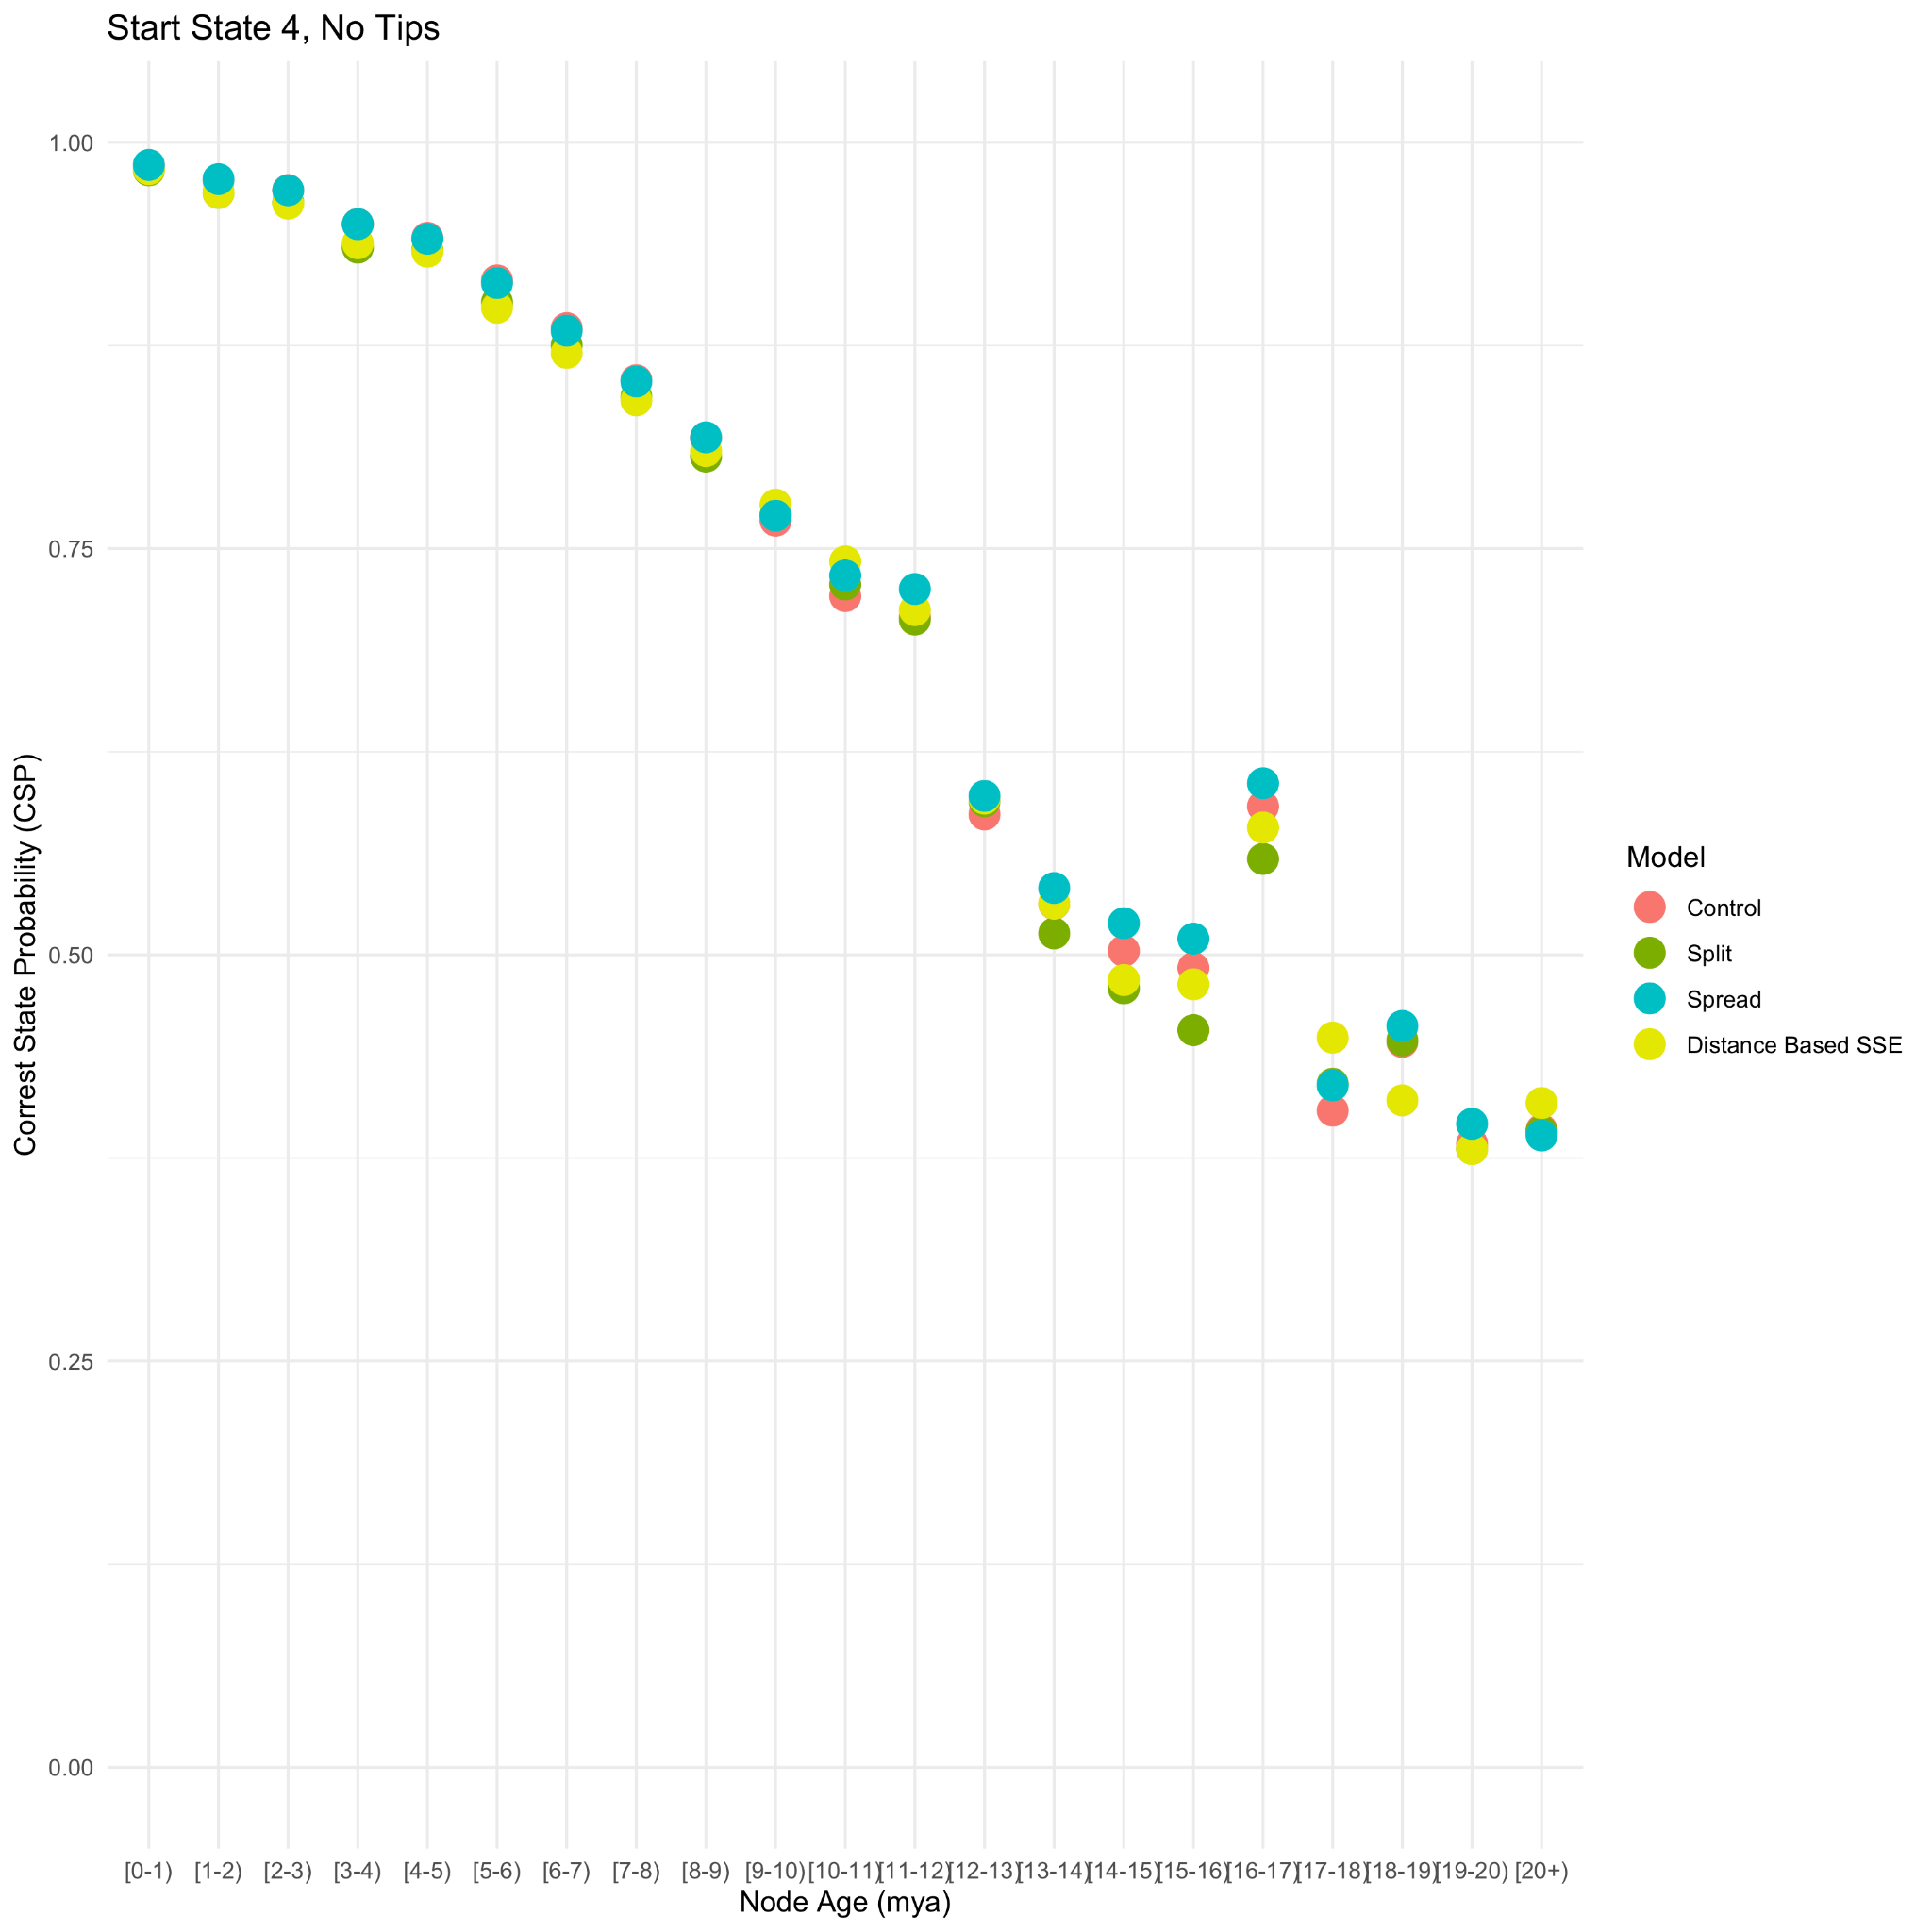 Start State 4, No Tips
Correst State Probability (CSP)
1.00
0.75
0.50
0.25
0.00
[0-1) [1-2) [2-3) [3-4) [4-5) [5-6) [6-7) [7-8) [8-9) [9-10) [10-11) [11-12) [12-13) [13-14) [14-15) [15-16) [16-17) [17-18) [18-19) [19-20) [20+)
Node Age (mya)
Model
Control
Split
Spread
Distance Based SSE